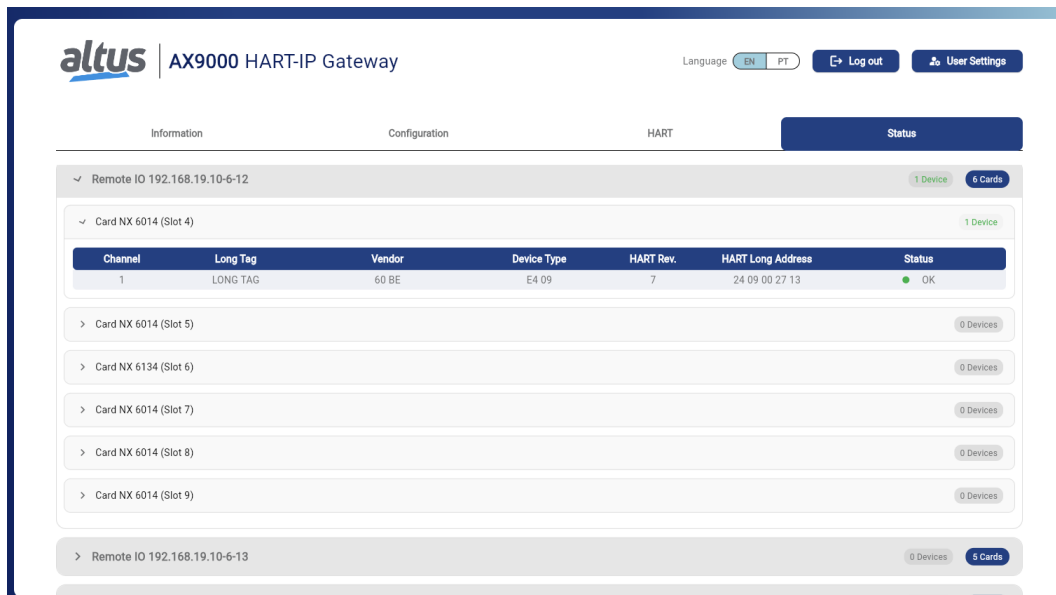 altus AX9000 HART-IP Gateway Language EN PT Log out User Settings
Information Configuration HART Status
Remote IO 192.168.19.10-6-12 1 Device 6 Cards
Card NX 6014 (Slot 4) 1 Device
Channel Long Tag Vendor Device Type HART Rev. HART Long Address Status
1 LONG TAG 60 BE E4 09 7 24 09 00 27 13 OK
Card NX 6014 (Slot 5) 0 Devices
Card NX 6134 (Slot 6) 0 Devices
Card NX 6014 (Slot 7) 0 Devices
Card NX 6014 (Slot 8) 0 Devices
Card NX 6014 (Slot 9) 0 Devices
Remote IO 192.168.19.10-6-13 0 Devices 5 Cards